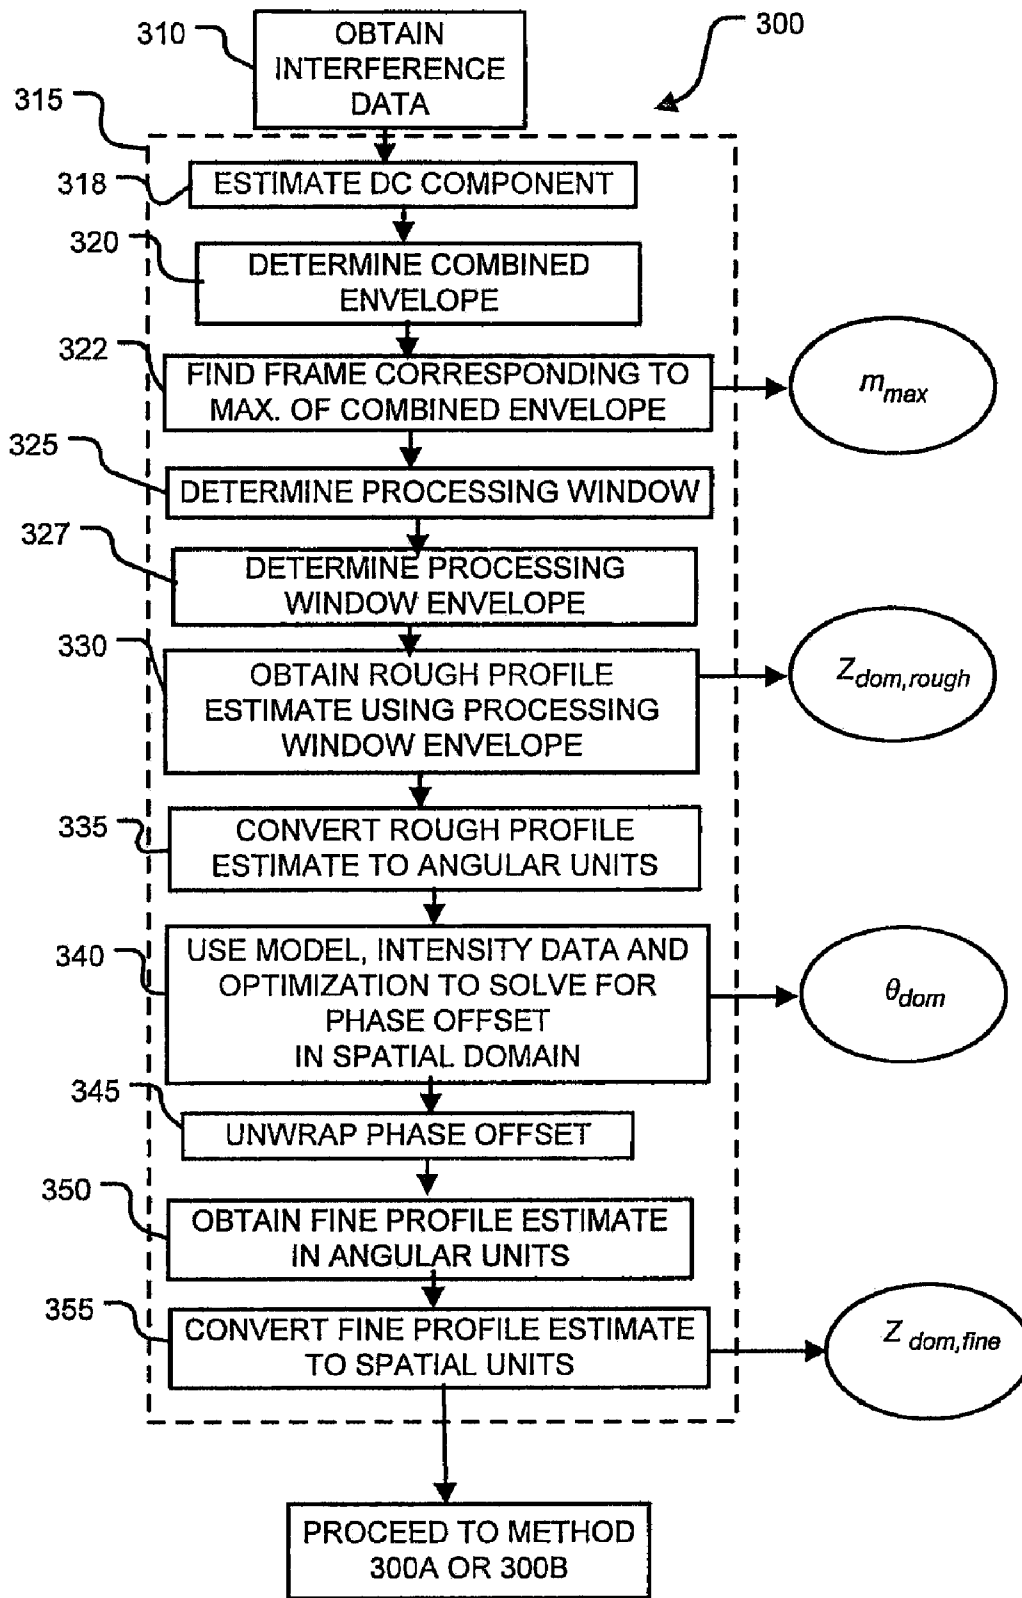 310
OBTAIN
INTERFERENCE
DATA
300
315
318
ESTIMATE DC COMPONENT
320
DETERMINE COMBINED
ENVELOPE
322
FIND FRAME CORRESPONDING TO
MAX. OF COMBINED ENVELOPE
m_max
325
DETERMINE PROCESSING WINDOW
327
DETERMINE PROCESSING
WINDOW ENVELOPE
330
OBTAIN ROUGH PROFILE
ESTIMATE USING PROCESSING
WINDOW ENVELOPE
Z_dom,rough
335
CONVERT ROUGH PROFILE
ESTIMATE TO ANGULAR UNITS
340
USE MODEL, INTENSITY DATA AND
OPTIMIZATION TO SOLVE FOR
PHASE OFFSET
IN SPATIAL DOMAIN
θ_dom
345
UNWRAP PHASE OFFSET
350
OBTAIN FINE PROFILE ESTIMATE
IN ANGULAR UNITS
355
CONVERT FINE PROFILE ESTIMATE
TO SPATIAL UNITS
Z_dom,fine
PROCEED TO METHOD
300A OR 300B